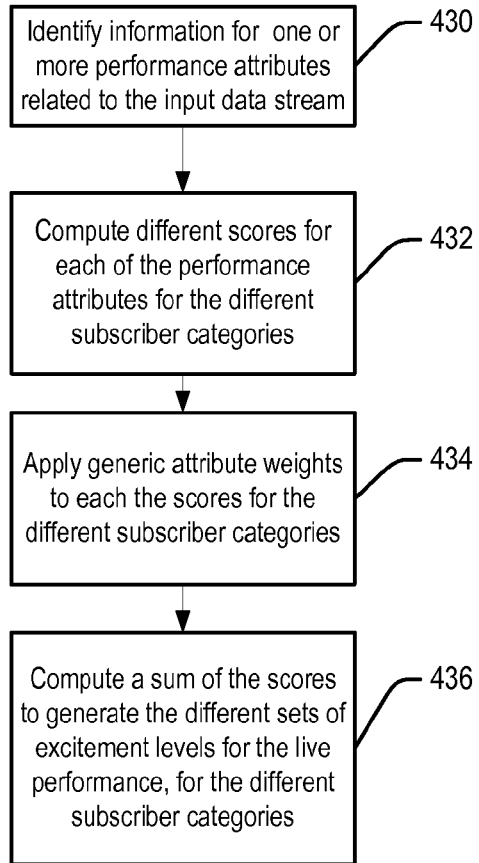 Identify information for one or
more performance attributes
related to the input data stream
430
Compute different scores for
each of the performance
attributes for the different
subscriber categories
432
Apply generic attribute weights
to each the scores for the
different subscriber categories
434
Compute a sum of the scores
to generate the different sets of
excitement levels for the live
performance, for the different
subscriber categories
436